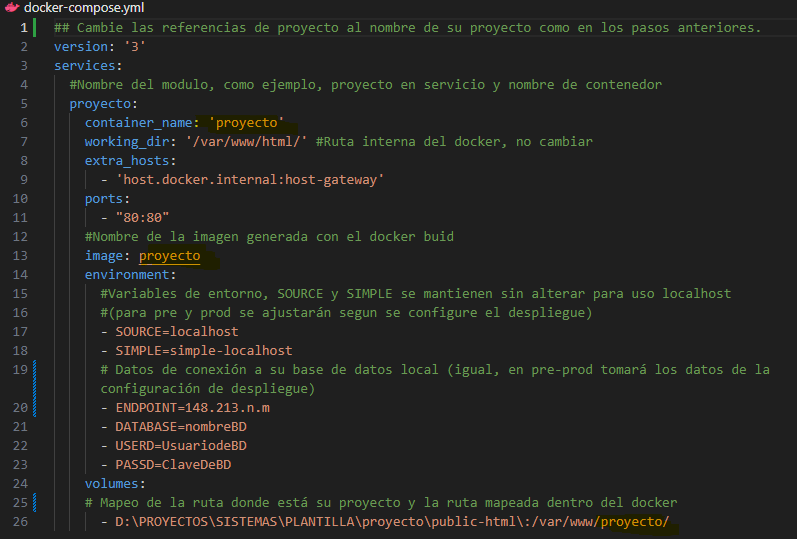 docker-compose.yml
1 ## Cambie las referencias de proyecto al nombre de su proyecto como en los pasos anteriores.
2 version: '3'
3 services:
4 #Nombre del modulo, como ejemplo, proyecto en servicio y nombre de contenedor
5 proyecto:
6 container_name: 'proyecto'
7 working_dir: '/var/www/html/' #Ruta interna del docker, no cambiar
8 extra_hosts:
9 - 'host.docker.internal:host-gateway'
10 ports:
11 - "80:80"
12 #Nombre de la imagen generada con el docker buid
13 image: proyecto
14 environment:
15 #Variables de entorno, SOURCE y SIMPLE se mantienen sin alterar para uso localhost
16 #(para pre y prod se ajustarán segun se configure el despliegue)
17 - SOURCE=localhost
18 - SIMPLE=simple-localhost
19 # Datos de conexión a su base de datos local (igual, en pre-prod tomará los datos de la
configuración de despliegue)
20 - ENDPOINT=148.213.n.m
21 - DATABASE=nombreBD
22 - USERD=UsuariodeBD
23 - PASSD=ClaveDeBD
24 volumes:
25 # Mapeo de la ruta donde está su proyecto y la ruta mapeada dentro del docker
26 - D:\PROYECTOS\SISTEMAS\PLANTILLA\proyecto\public-html\:/var/www/proyecto/